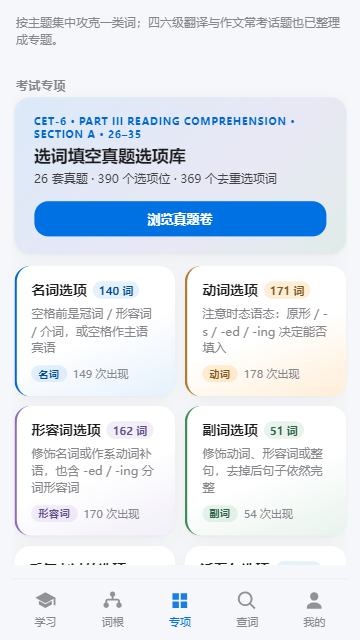 按主题集中攻克一类词；四六级翻译与作文常考话题也已整理
成专题。
考试专项
CET-6 • PART III READING COMPREHENSION •
SECTION A • 26–35
选词填空真题选项库
26 套真题 · 390 个选项位 · 369 个去重选项词
浏览真题卷
名词选项 140 词
空格前是冠词 / 形容词
/ 介词，或空格作主语
宾语
名词 149 次出现
动词选项 171 词
注意时态语态：原形 / -
s / -ed / -ing 决定能否
填入
动词 178 次出现
形容词选项 162 词
修饰名词或作系动词补
语，也含 -ed / -ing 分
词形容词
形容词 170 次出现
副词选项 51 词
修饰动词、形容词或整
句，去掉后句子依然完
整
副词 54 次出现
学习
词根
专项
查词
我的